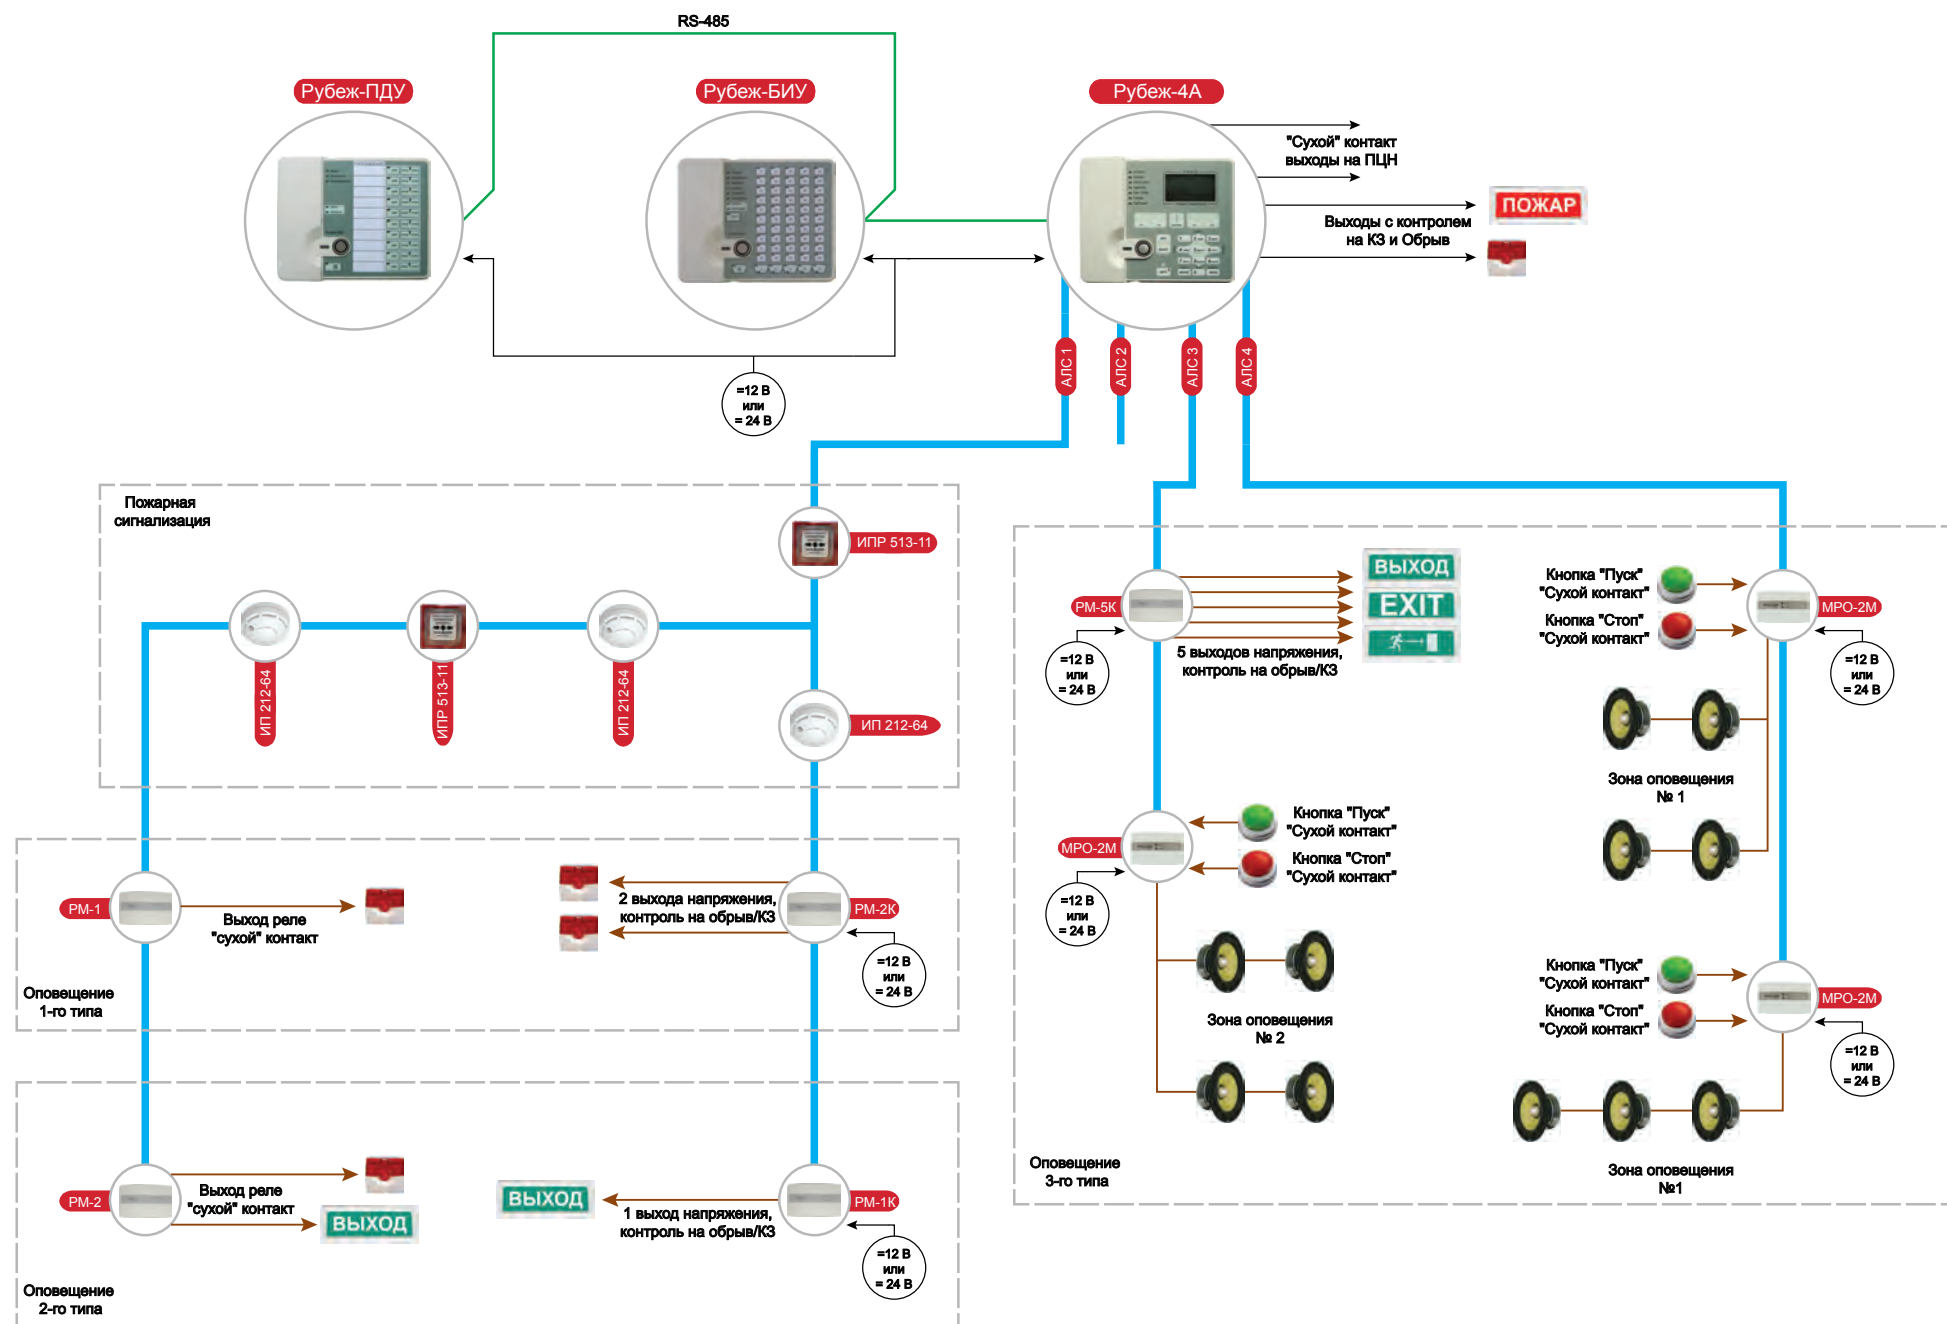 RS-485
Рубеж-ПДУ
Рубеж-БИУ
Рубеж-4А
"Сухой" контакт
выходы на ПЦН
ПОЖАР
Выходы с контролем
на КЗ и Обрыв
АЛС 1
АЛС 2
АЛС 3
АЛС 4
=12 В
или
= 24 В
Пожарная
сигнализация
ИПР 513-11
ИП 212-64
ИПР 513-11
ИП 212-64
ИП 212-64
РМ-1
Выход реле
"сухой" контакт
2 выхода напряжения,
контроль на обрыв/КЗ
РМ-2К
=12 В
или
= 24 В
Оповещение
1-го типа
РМ-2
Выход реле
"сухой" контакт
ВЫХОД
ВЫХОД
1 выход напряжения,
контроль на обрыв/КЗ
РМ-1К
=12 В
или
= 24 В
Оповещение
2-го типа
РМ-5К
=12 В
или
= 24 В
ВЫХОД
EXIT
5 выходов напряжения,
контроль на обрыв/КЗ
Кнопка "Пуск"
"Сухой контакт"
Кнопка "Стоп"
"Сухой контакт"
МРО-2М
=12 В
или
= 24 В
Зона оповещения
№ 1
МРО-2М
=12 В
или
= 24 В
Кнопка "Пуск"
"Сухой контакт"
Кнопка "Стоп"
"Сухой контакт"
Зона оповещения
№ 2
Кнопка "Пуск"
"Сухой контакт"
Кнопка "Стоп"
"Сухой контакт"
МРО-2М
=12 В
или
= 24 В
Зона оповещения
№1
Оповещение
3-го типа